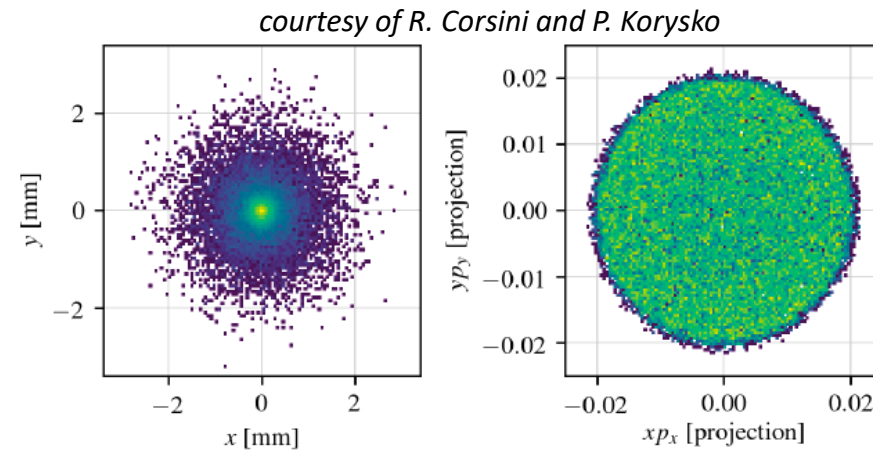 courtesy of R. Corsini and P. Korysko
y [mm]
2
0
−2
−2
0
2
x [mm]
yp_y [projection]
0.02
0.01
0.00
−0.01
−0.02
−0.02
0.00
0.02
xp_x [projection]